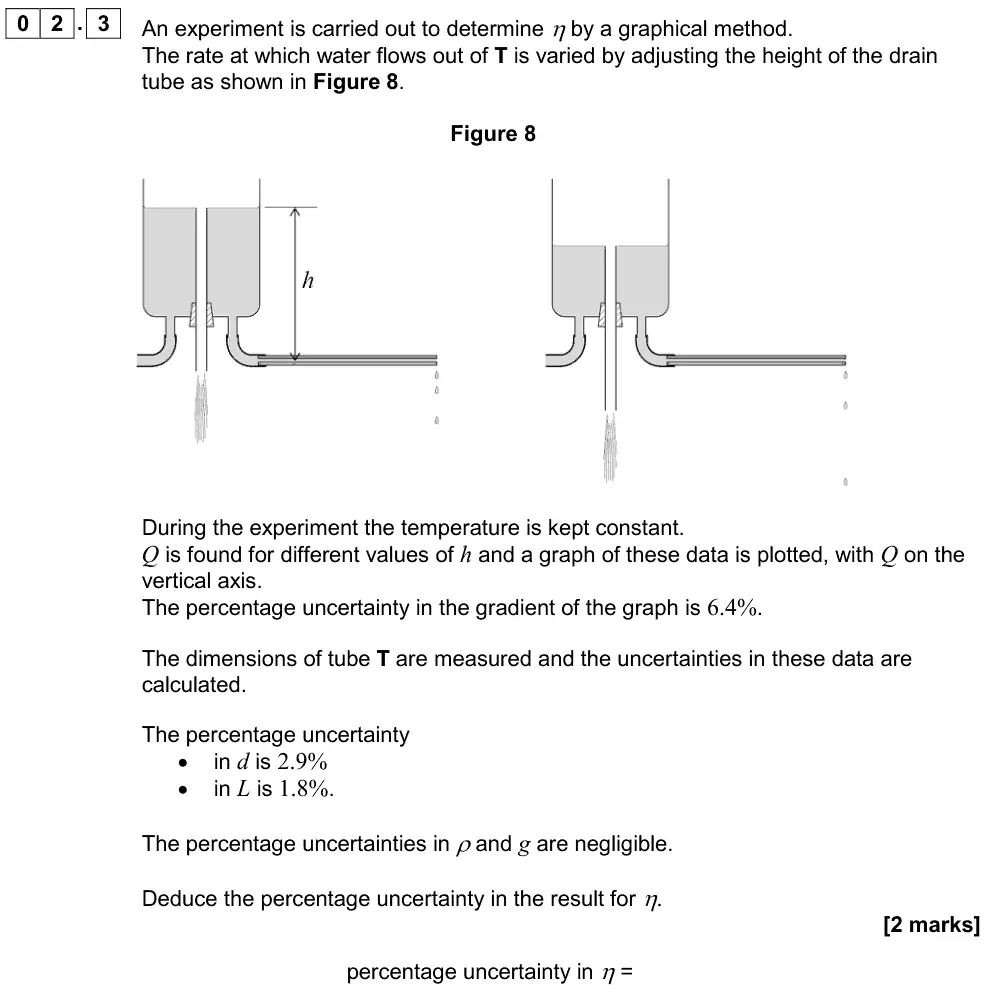 02.3 An experiment is carried out to determine η by a graphical method.
The rate at which water flows out of T is varied by adjusting the height of the drain
tube as shown in Figure 8.
Figure 8
h
During the experiment the temperature is kept constant.
Q is found for different values of h and a graph of these data is plotted, with Q on the
vertical axis.
The percentage uncertainty in the gradient of the graph is 6.4%.
The dimensions of tube T are measured and the uncertainties in these data are
calculated.
The percentage uncertainty
• in d is 2.9%
• in L is 1.8%.
The percentage uncertainties in ρ and g are negligible.
Deduce the percentage uncertainty in the result for η.
[2 marks]
percentage uncertainty in η =